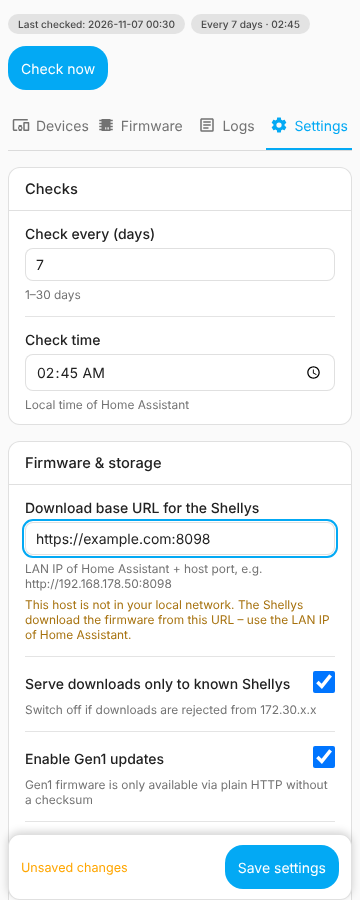 Last checked: 2026-11-07 00:30
Every 7 days · 02:45
Check now
Devices
Firmware
Logs
Settings
Checks
Check every (days)
7
1–30 days
Check time
02:45 AM
Local time of Home Assistant
Firmware & storage
Download base URL for the Shellys
https://example.com:8098
LAN IP of Home Assistant + host port, e.g.
http://192.168.178.50:8098
This host is not in your local network. The Shellys
download the firmware from this URL – use the LAN IP
of Home Assistant.
Serve downloads only to known Shellys
Switch off if downloads are rejected from 172.30.x.x
Enable Gen1 updates
Gen1 firmware is only available via plain HTTP without
a checksum
Unsaved changes
Save settings